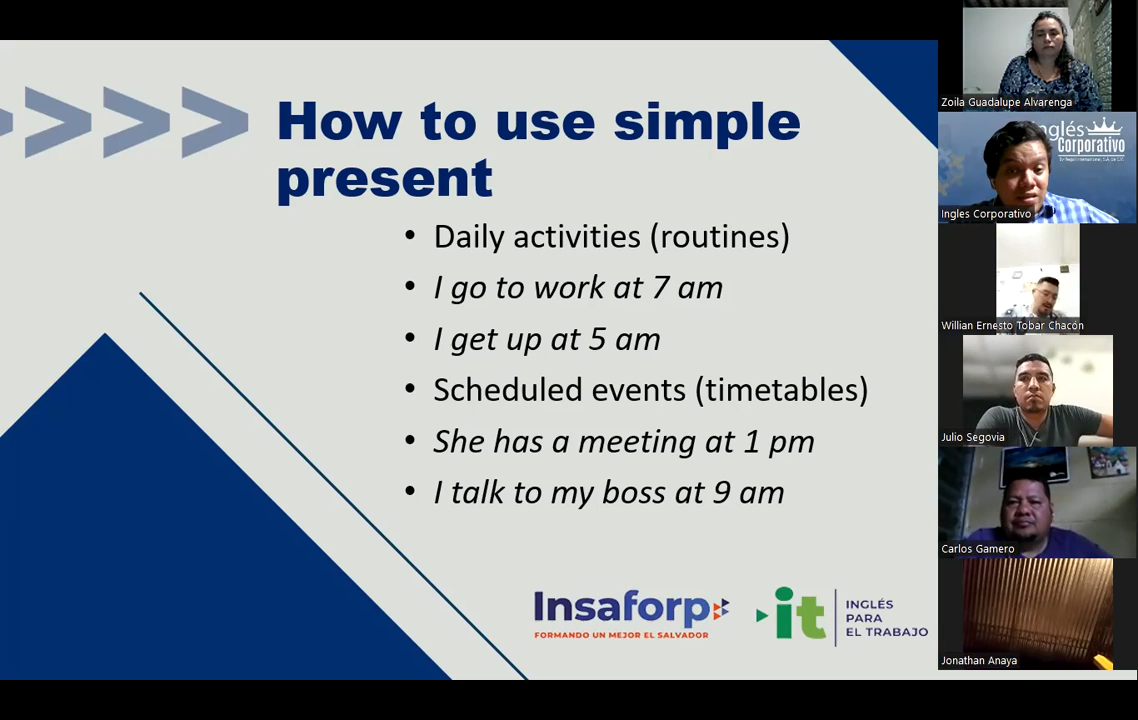 How to use simple
present
• Daily activities (routines)
• I go to work at 7 am
• I get up at 5 am
• Scheduled events (timetables)
• She has a meeting at 1 pm
• I talk to my boss at 9 am
Insaforp
FORMANDO UN MEJOR EL SALVADOR
it
INGLÉS
PARA
EL TRABAJO
Zoila Guadalupe Alvarenga
Inglés
Corporativo
Ingles Corporativo
Willian Ernesto Tobar Chacón
Julio Segovia
Carlos Gamero
Jonathan Anaya